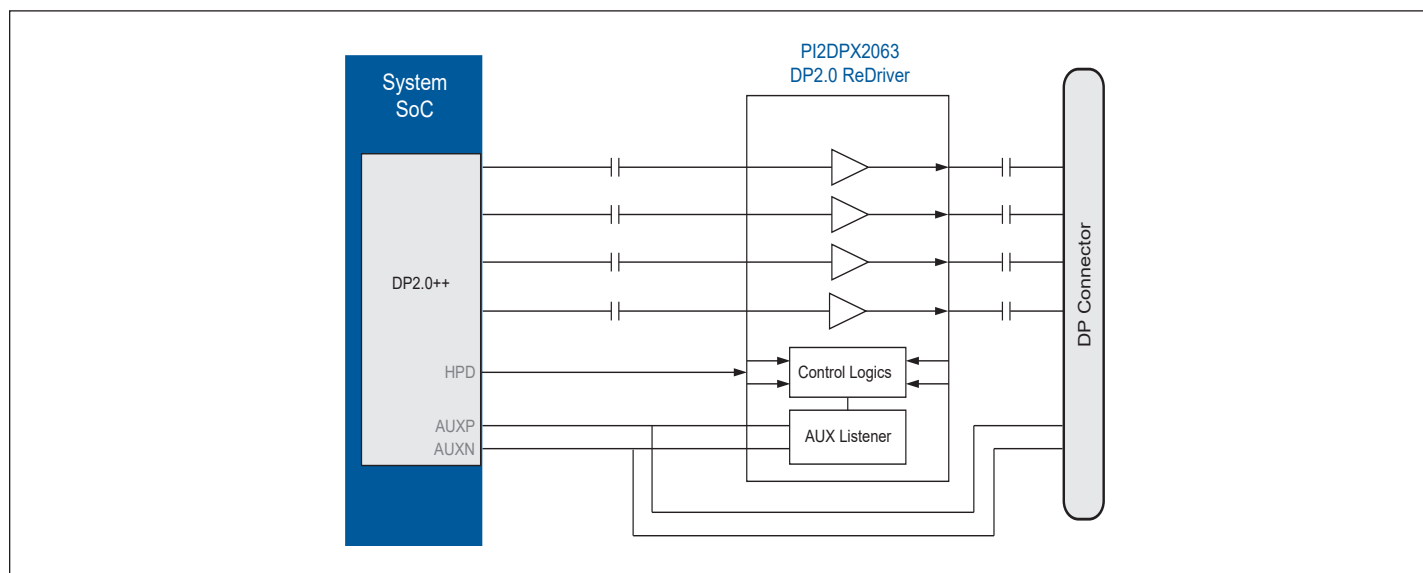 PI2DPX2063
DP2.0 ReDriver
System
SoC
DP2.0++
HPD
Control Logics
AUXP
AUXN
AUX Listener
DP Connector